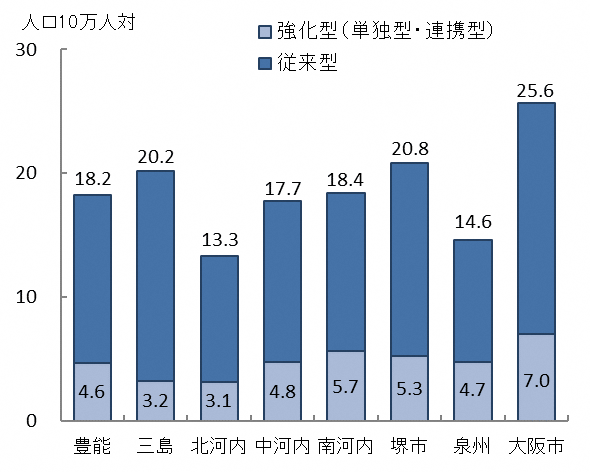 人口10万人対
強化型(単独型・連携型)
従来型
30
20
10
0
18.2 20.2 13.3 17.7 18.4 20.8 14.6 25.6
4.6 3.2 3.1 4.8 5.7 5.3 4.7 7.0
豊能 三島 北河内 中河内 南河内 堺市 泉州 大阪市